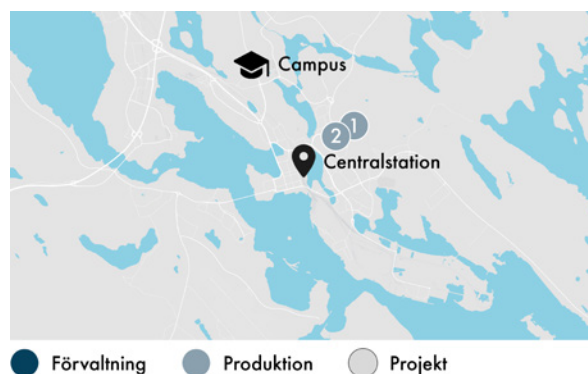 Campus
1
2
Centralstation
Förvaltning
Produktion
Projekt